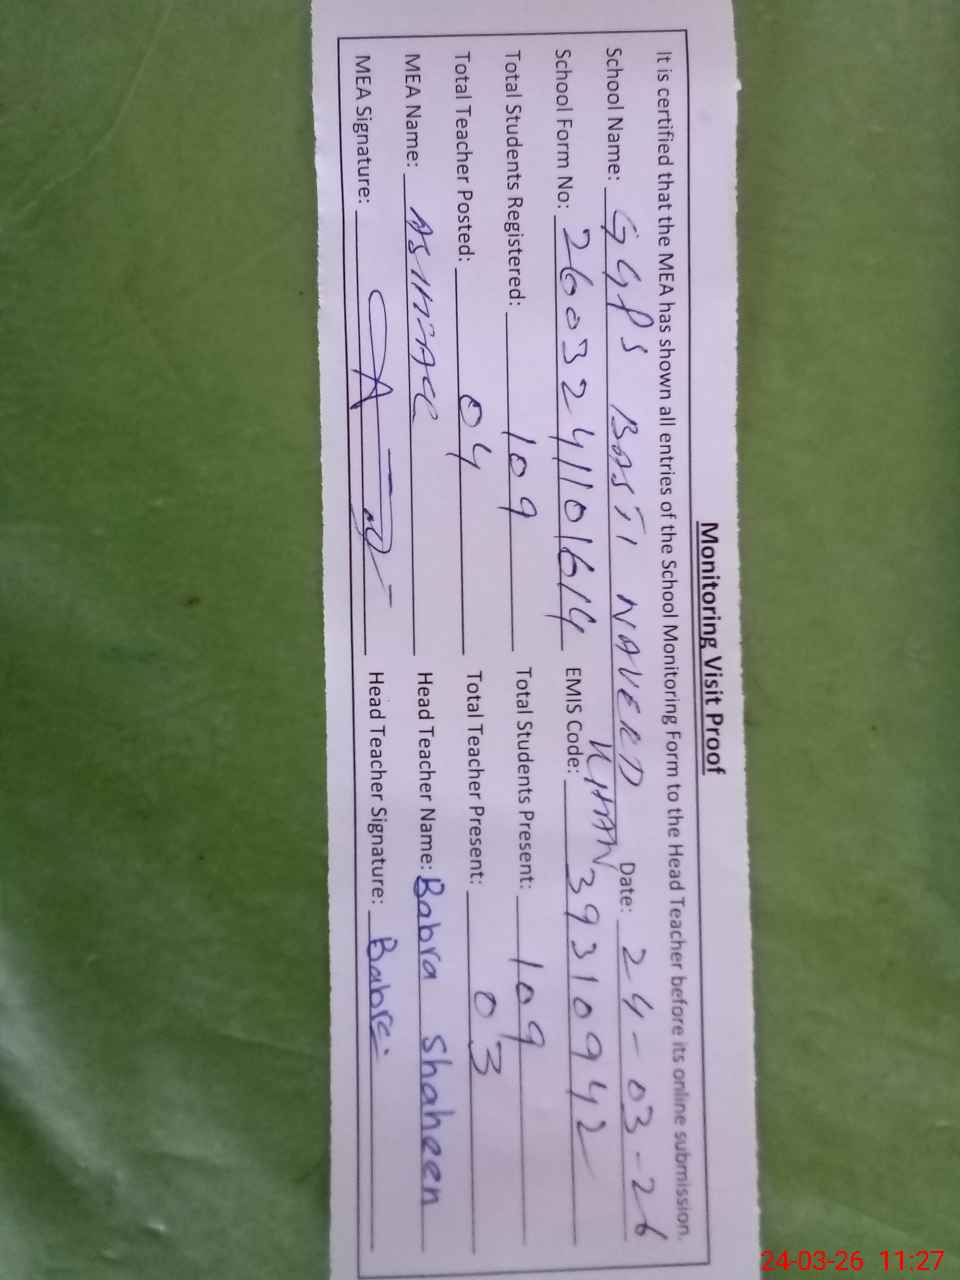 Monitoring Visit Proof
It is certified that the MEA has shown all entries of the School Monitoring Form to the Head Teacher before its online submission.
School Name: GGPS BASTI NAVEED KHAN Date: 24-03-26
School Form No: 2603241101614 EMIS Code: 39310942
Total Students Registered: 109 Total Students Present: 109
Total Teacher Posted: 04 Total Teacher Present: 03
MEA Name: Head Teacher Name: Babra Shaheen
MEA Signature: Head Teacher Signature: Babra
24-03-26 11:27